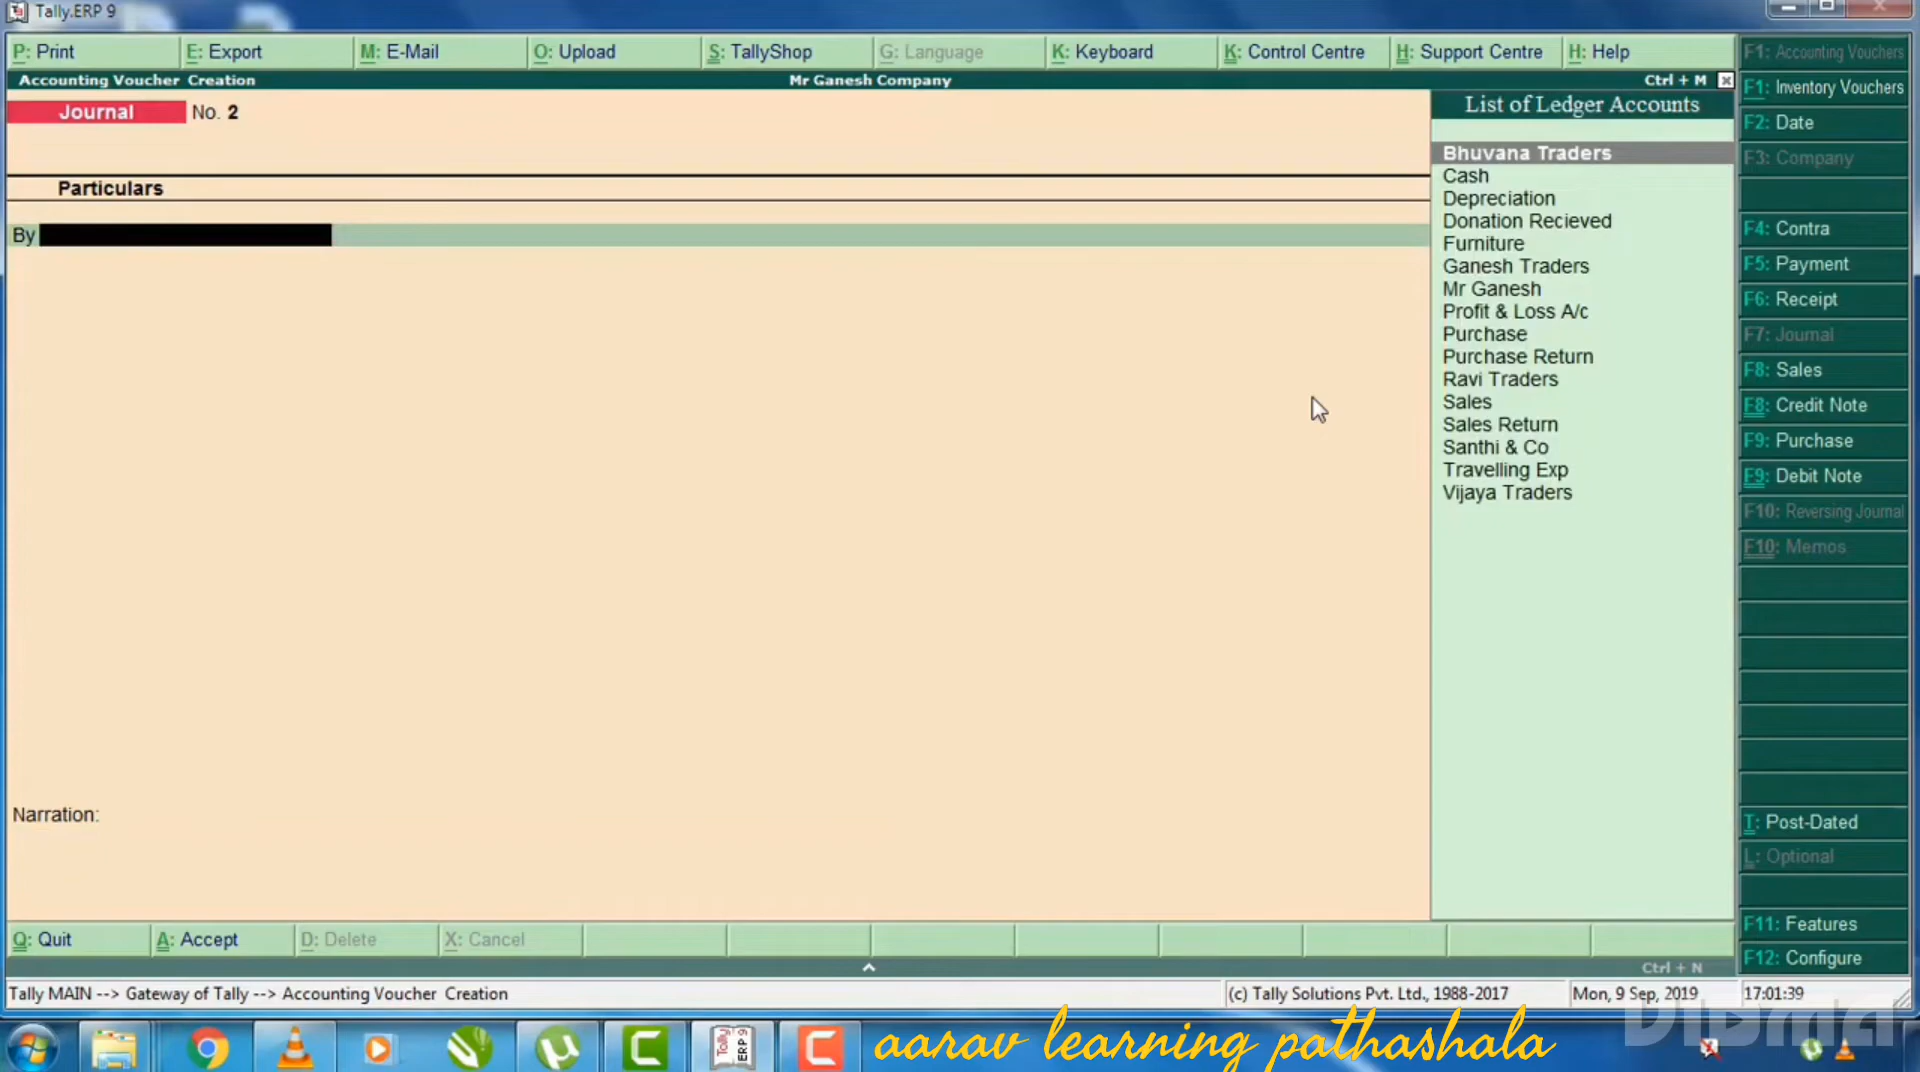 Tally.ERP 9
P: Print
E: Export
M: E-Mail
O: Upload
S: TallyShop
G: Language
K: Keyboard
K: Control Centre
H: Support Centre
H: Help
Accounting Voucher Creation
Mr Ganesh Company
Ctrl + M
Journal No. 2
Particulars
By
Narration:
List of Ledger Accounts
Bhuvana Traders
Cash
Depreciation
Donation Recieved
Furniture
Ganesh Traders
Mr Ganesh
Profit & Loss A/c
Purchase
Purchase Return
Ravi Traders
Sales
Sales Return
Santhi & Co
Travelling Exp
Vijaya Traders
F1: Accounting Vouchers
F1: Inventory Vouchers
F2: Date
F3: Company
F4: Contra
F5: Payment
F6: Receipt
F7: Journal
F8: Sales
F8: Credit Note
F9: Purchase
F9: Debit Note
F10: Reversing Journal
F10: Memos
T: Post-Dated
L: Optional
F11: Features
F12: Configure
Q: Quit
A: Accept
D: Delete
X: Cancel
Ctrl + N
Tally MAIN --> Gateway of Tally --> Accounting Voucher Creation
(c) Tally Solutions Pvt. Ltd., 1988-2017
Mon, 9 Sep, 2019
17:01:39
Tally
ERP 9
aarav learning pathashala